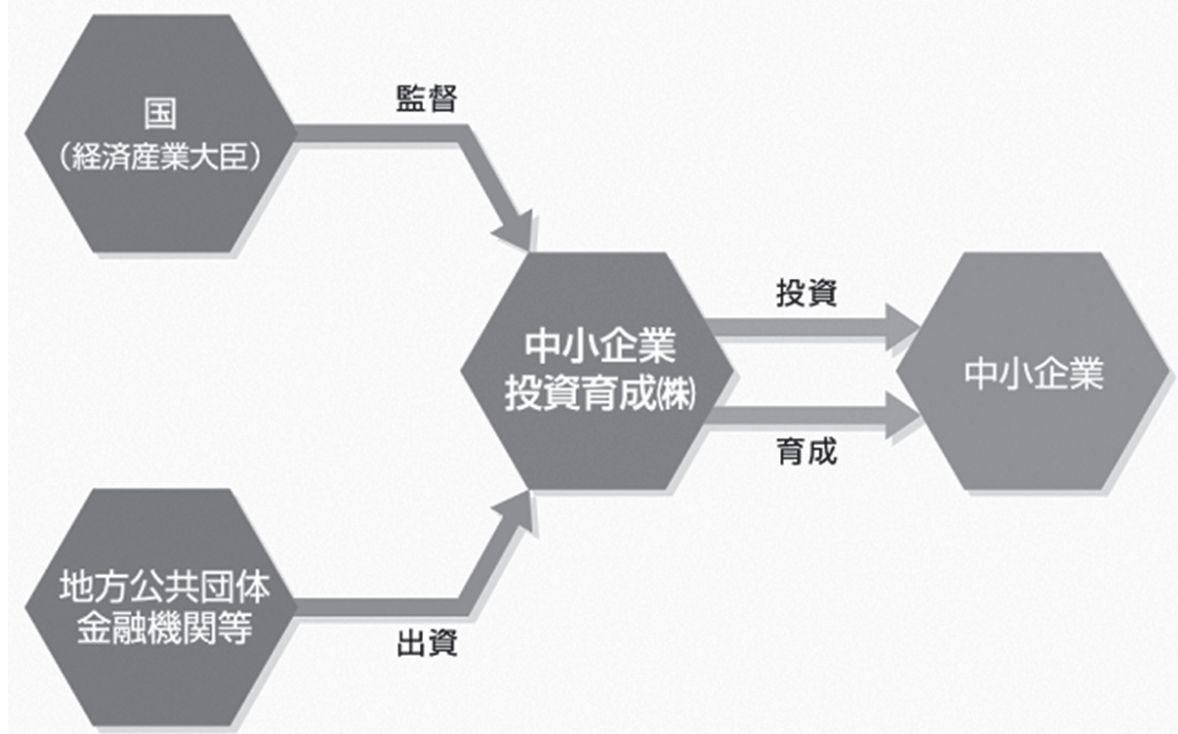 国
（経済産業大臣）
監督
中小企業
投資育成㈱
投資
育成
中小企業
地方公共団体
金融機関等
出資